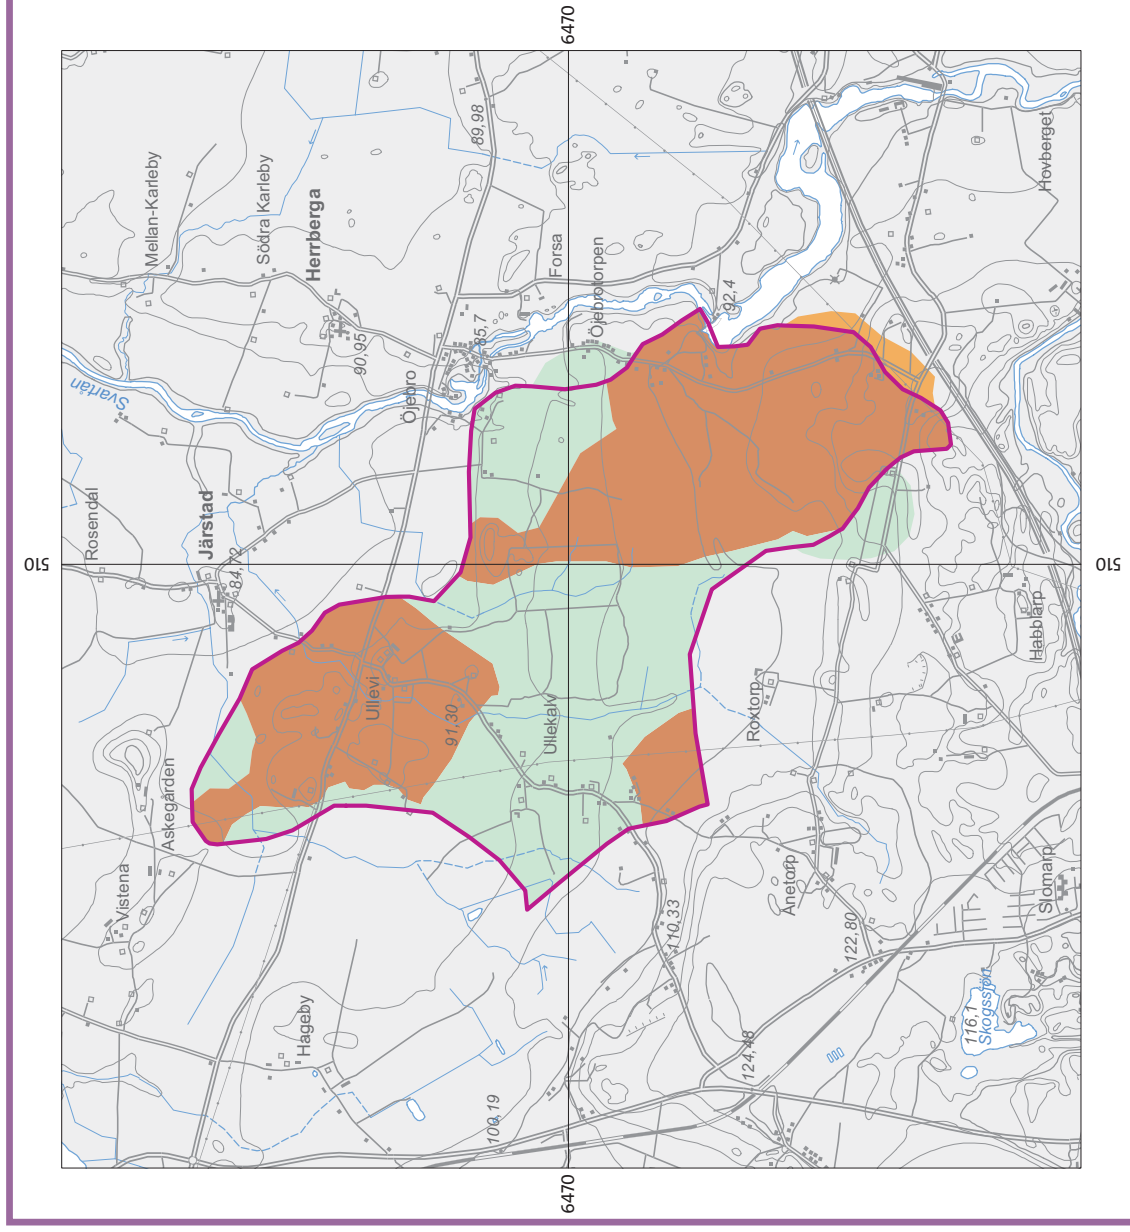 6470
89,98
Mellan-Karleby
Södra Karleby
Herrberga
Hovberget
Forsa
Öjebrotorpen
92,4
85,7
90,95
Svartån
Öjebro
Rosendal
Järstad
84,72
510
510
Habblarp
Ullevi
91,30
Ullekalv
Roxtorp
Askegården
Vistena
Ånetorp
Slomarp
110,33
122,80
116,1
Skogssjön
Hageby
124,48
100,19
6470